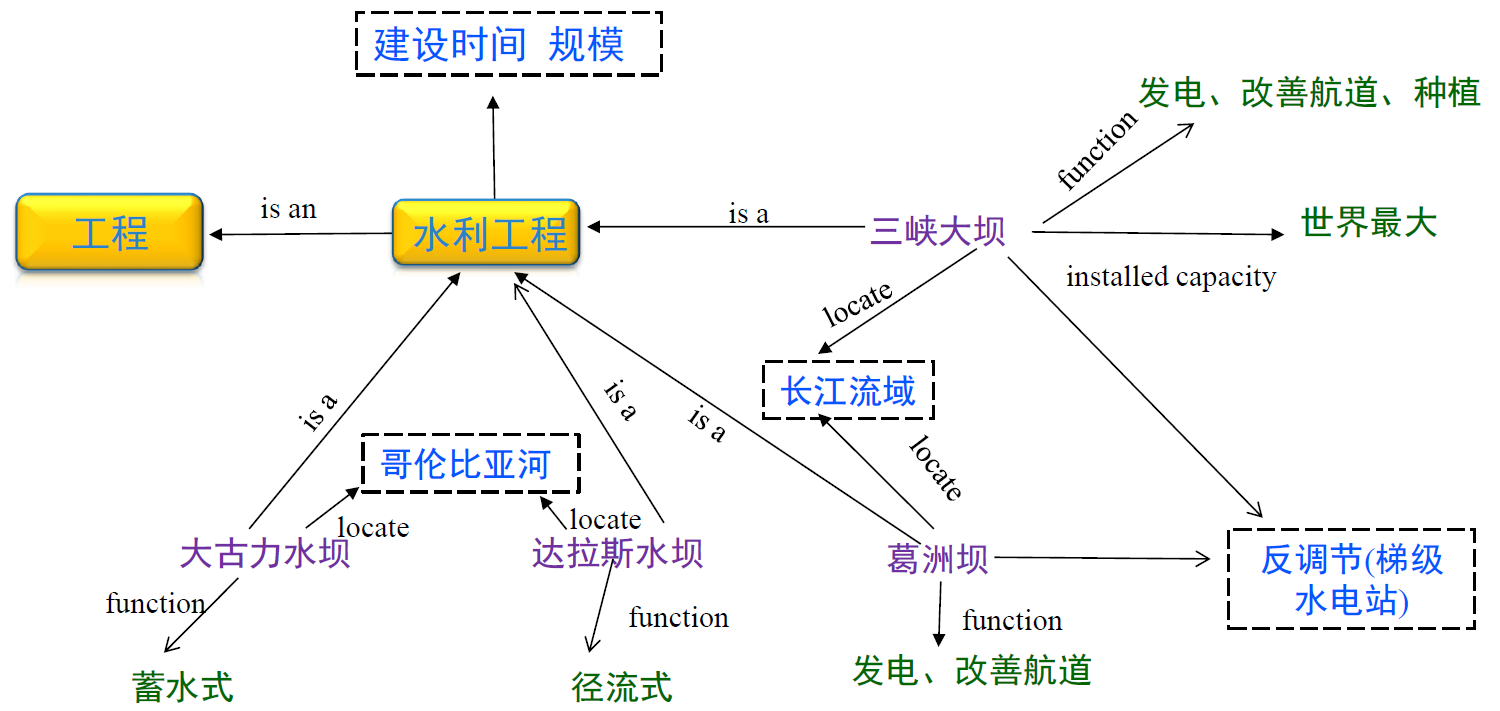 建设时间 规模
发电、改善航道、种植
function
is an
is a
工程
水利工程
三峡大坝
世界最大
installed capacity
locate
长江流域
is a
is a
is a
locate
哥伦比亚河
locate
locate
大古力水坝
达拉斯水坝
葛洲坝
反调节(梯级
水电站)
function
function
function
蓄水式
径流式
发电、改善航道